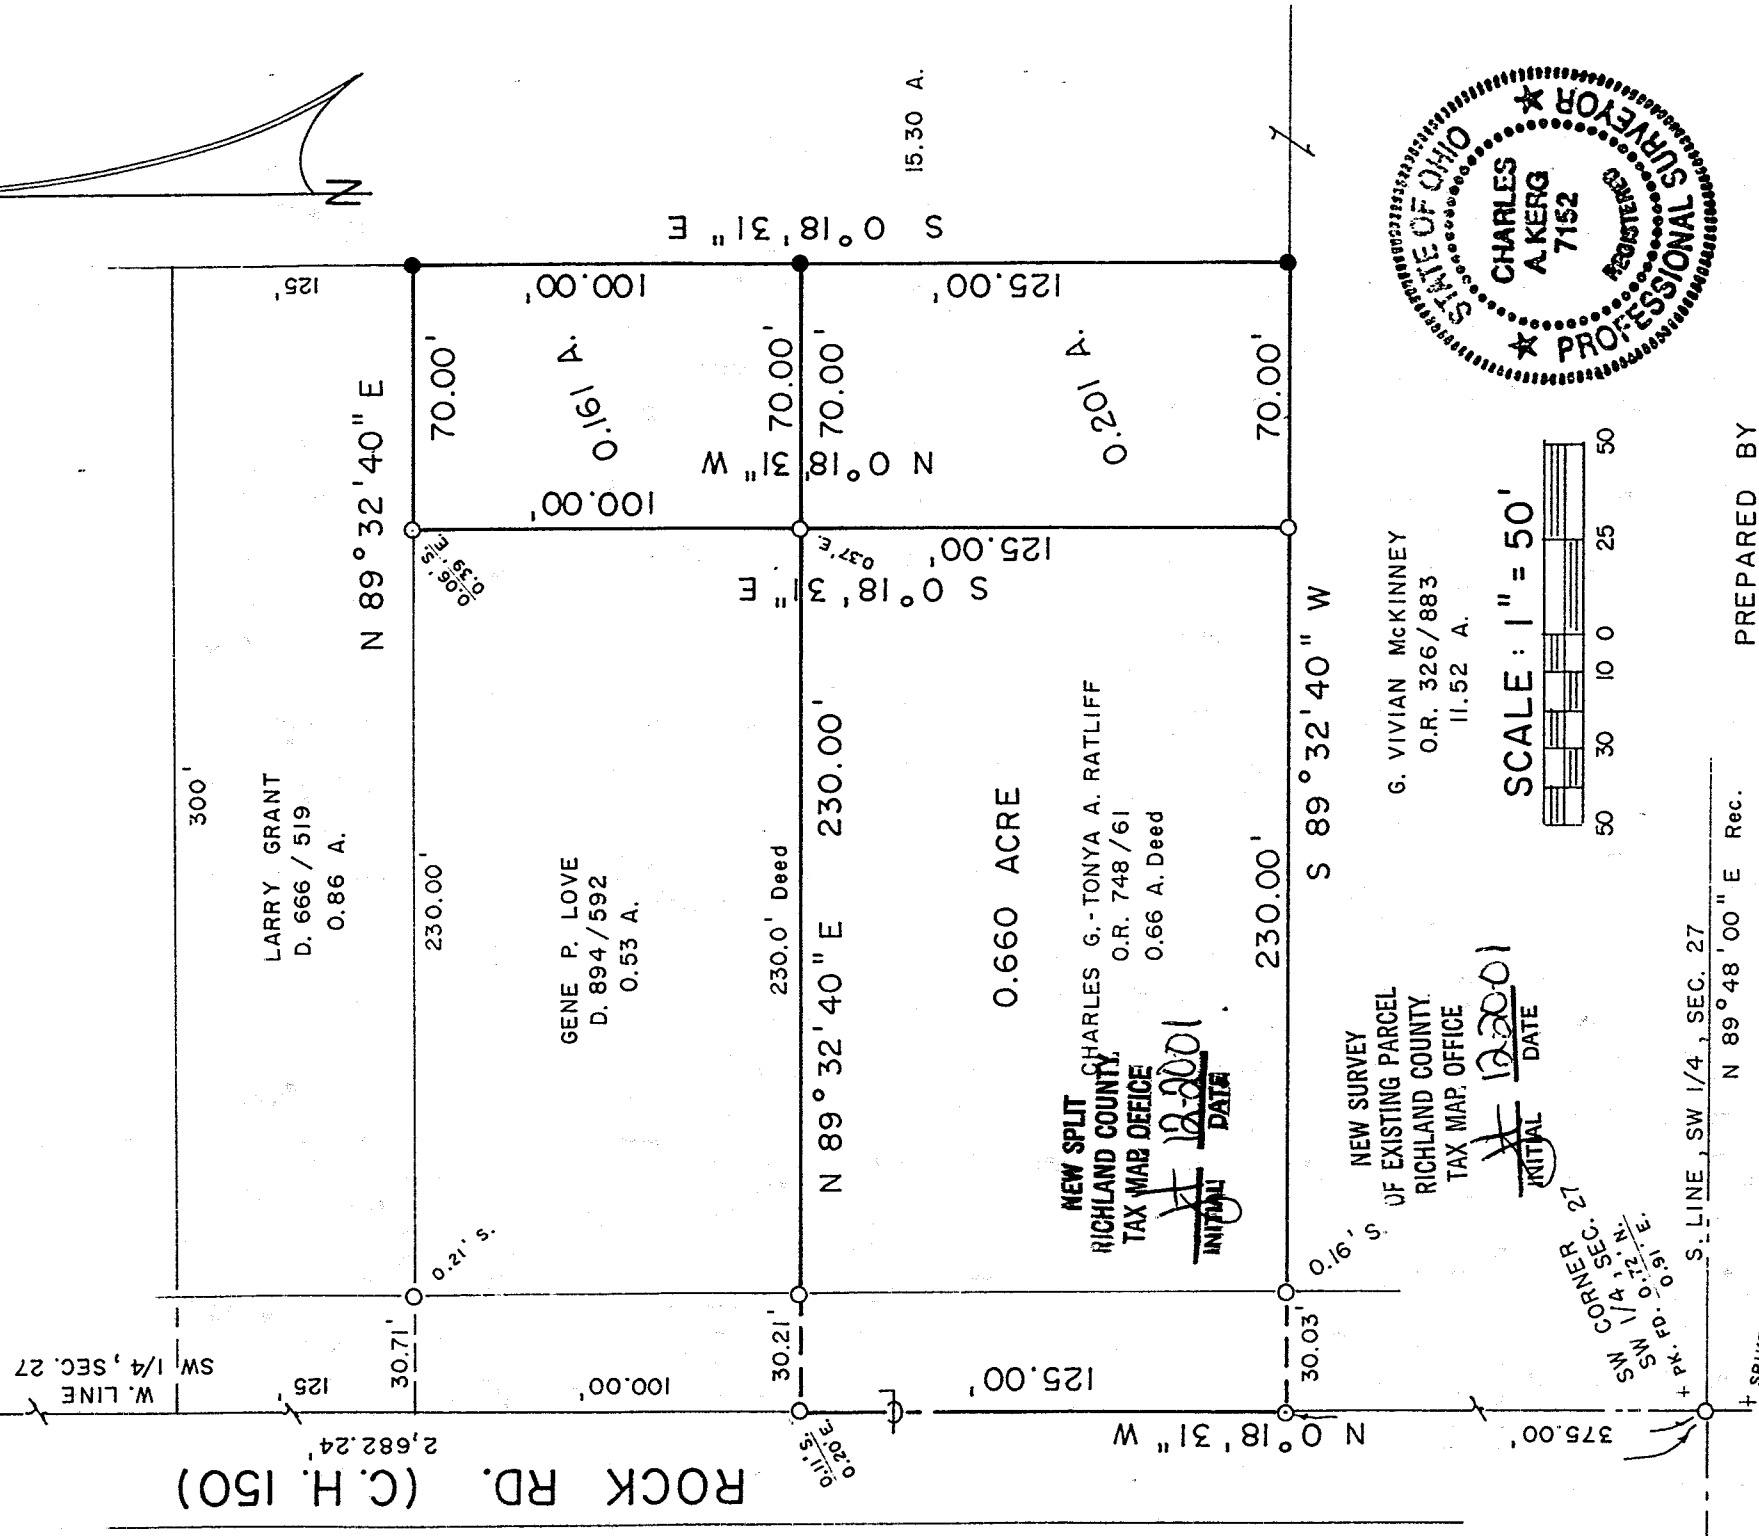 N
15.30 A.
S 0°18'31" E
125'
100.00'
125.00'
N 89°32'40" E
70.00'
0.161 A.
70.00'
70.00'
0.201 A.
70.00'
N 0°18'31" W
100.00'
125.00'
0.06' S.
0.39' E.
0.37' E.
S 0°18'31" E
300'
LARRY GRANT
D. 666 / 519
0.86 A.
230.00'
GENE P. LOVE
D. 894 / 592
0.53 A.
230.0' Deed
N 89°32'40" E 230.00'
0.660 ACRE
CHARLES G. - TONYA A. RATLIFF
O.R. 748 / 61
0.66 A. Deed
230.00'
S 89°32'40" W
NEW SPLIT
RICHLAND COUNTY
TAX MAP OFFICE
12-2001
INITIAL DATE
NEW SURVEY
OF EXISTING PARCEL
RICHLAND COUNTY
TAX MAP OFFICE
122001
INITIAL DATE
G. VIVIAN McKINNEY
O.R. 326 / 883
11.52 A.
SCALE : 1" = 50'
50 30 10 0 25 50
STATE OF OHIO
CHARLES
A. KERG
7152
REGISTERED
PROFESSIONAL SURVEYOR
PREPARED BY
0.21' S.
0.16' S.
30.71'
30.21'
30.03'
W. LINE
SW 1/4, SEC. 27
125'
100.00'
125.00'
2,682.24'
0.11' S.
0.20' E.
N 0°18'31" W
375.00'
ROCK RD. (C.H. 150)
SW CORNER
SW 1/4, SEC. 27
+ PK. FD. 0.72' N.
0.91' E.
S. LINE, SW 1/4, SEC. 27
N 89°48'00" E Rec.